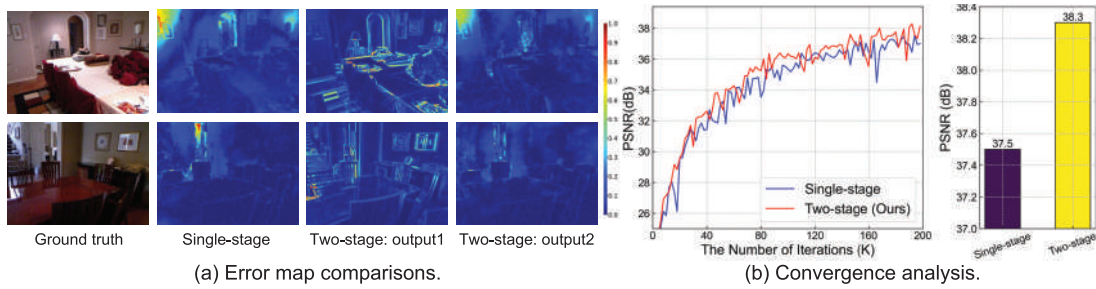 1.0
0.9
0.8
0.7
0.6
0.5
0.4
0.3
0.2
0.1
0.0
Ground truth
Single-stage
Two-stage: output1
Two-stage: output2
(a) Error map comparisons.
PSNR(dB)
38
36
34
32
30
28
26
Single-stage
Two-stage (Ours)
0 40 80 120 160 200
The Number of Iterations (K)
PSNR (dB)
38.4
38.2
38.0
37.8
37.6
37.4
37.2
37.0
37.5
38.3
Single-stage
Two-stage
(b) Convergence analysis.